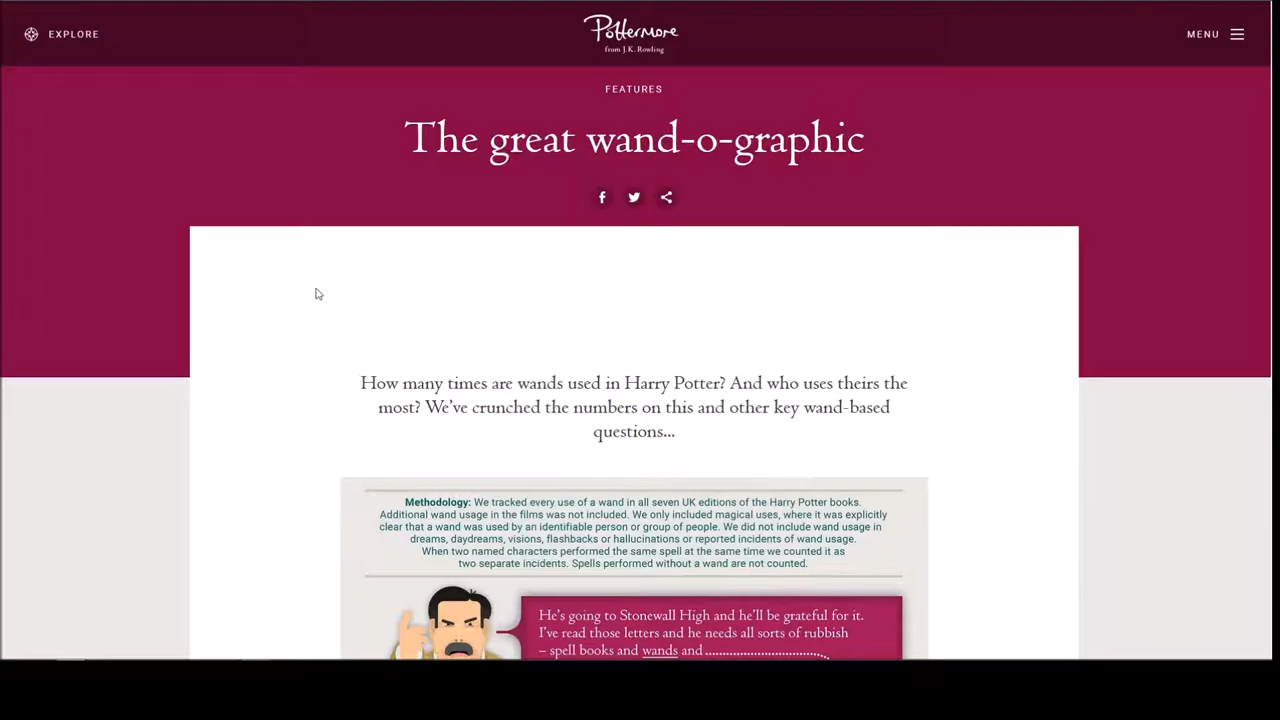 EXPLORE
Pottermore
from J.K. Rowling
MENU
FEATURES
The great wand-o-graphic
How many times are wands used in Harry Potter? And who uses theirs the
most? We’ve crunched the numbers on this and other key wand-based
questions...
Methodology: We tracked every use of a wand in all seven UK editions of the Harry Potter books.
Additional wand usage in the films was not included. We only included magical uses, where it was explicitly
clear that a wand was used by an identifiable person or group of people. We did not include wand usage in
dreams, daydreams, visions, flashbacks or hallucinations or reported incidents of wand usage.
When two named characters performed the same spell at the same time we counted it as
two separate incidents. Spells performed without a wand are not counted.
He’s going to Stonewall High and he’ll be grateful for it.
I’ve read those letters and he needs all sorts of rubbish
– spell books and wands and